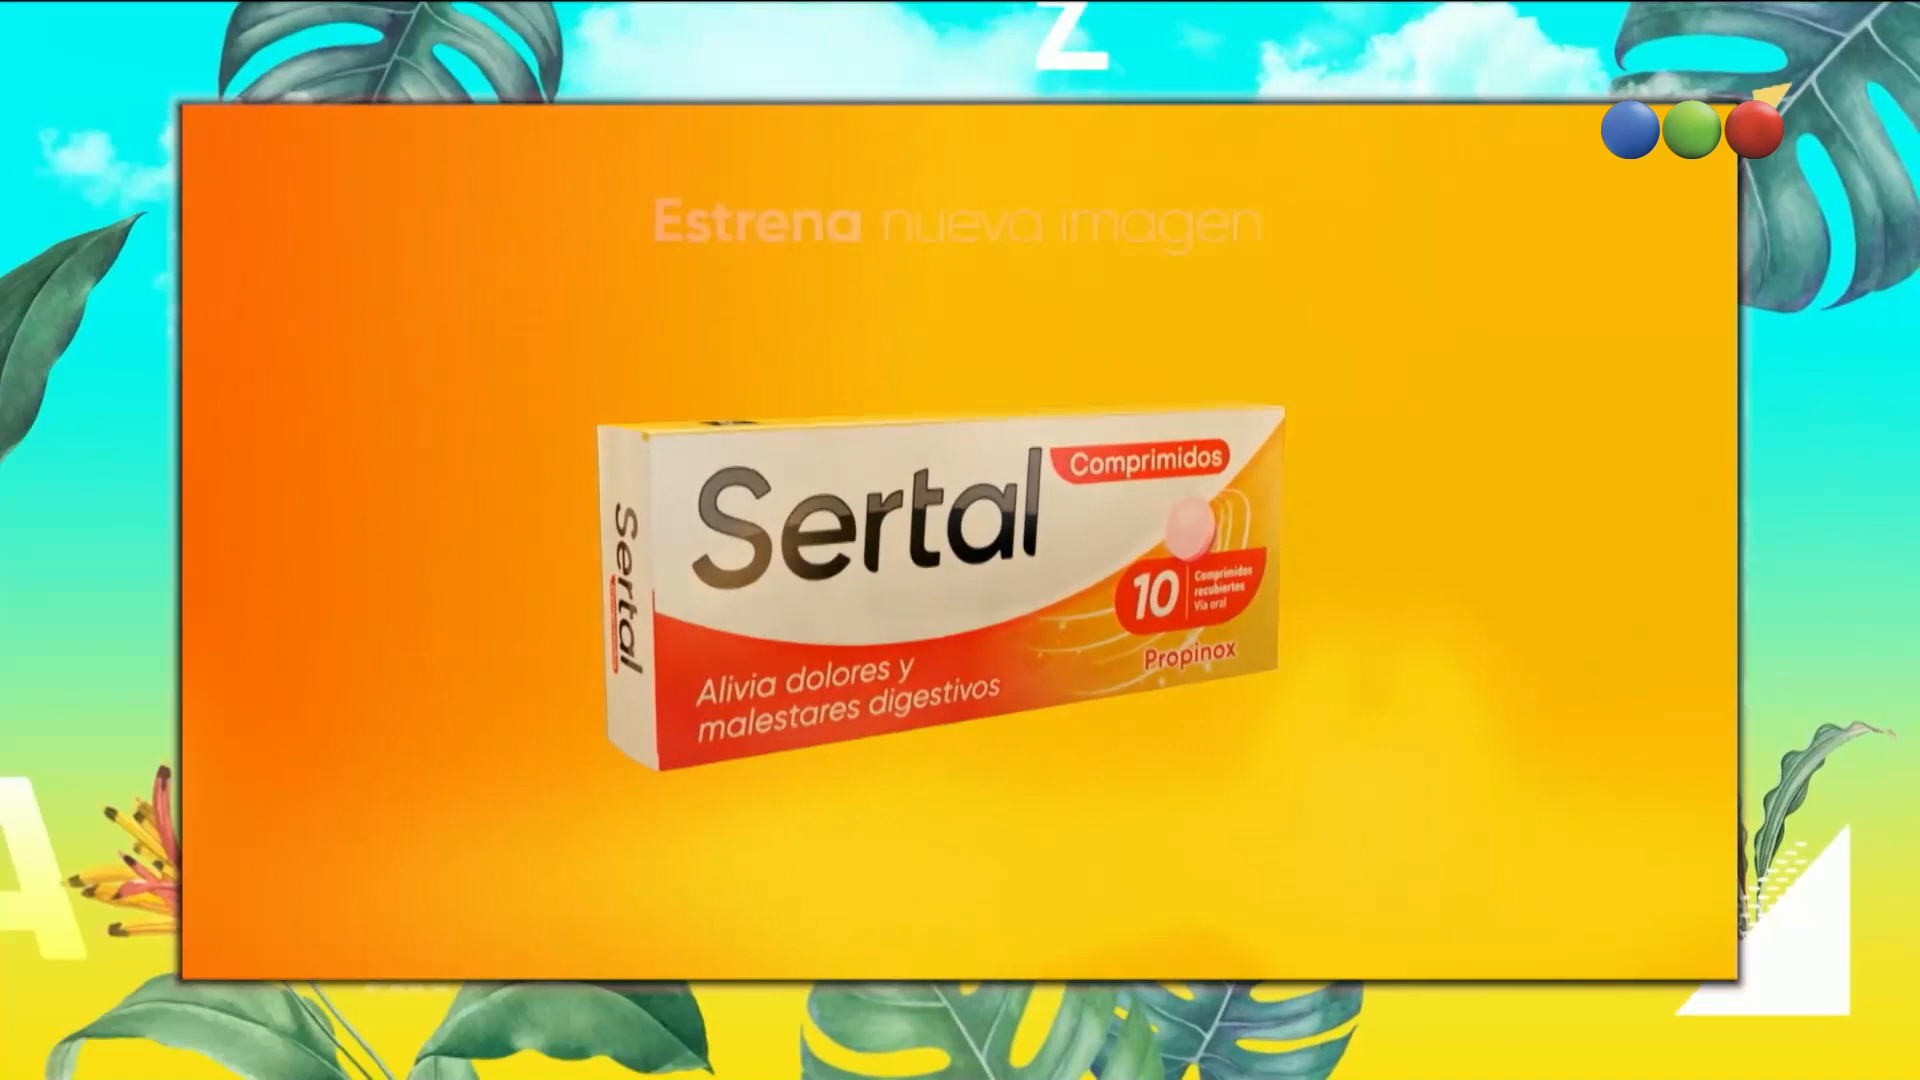 Z
Estrena nueva imagen
Sertal
Comprimidos
10
Comprimidos
recubiertos
Vía oral
Propinox
Alivia dolores y
malestares digestivos
Sertal
A